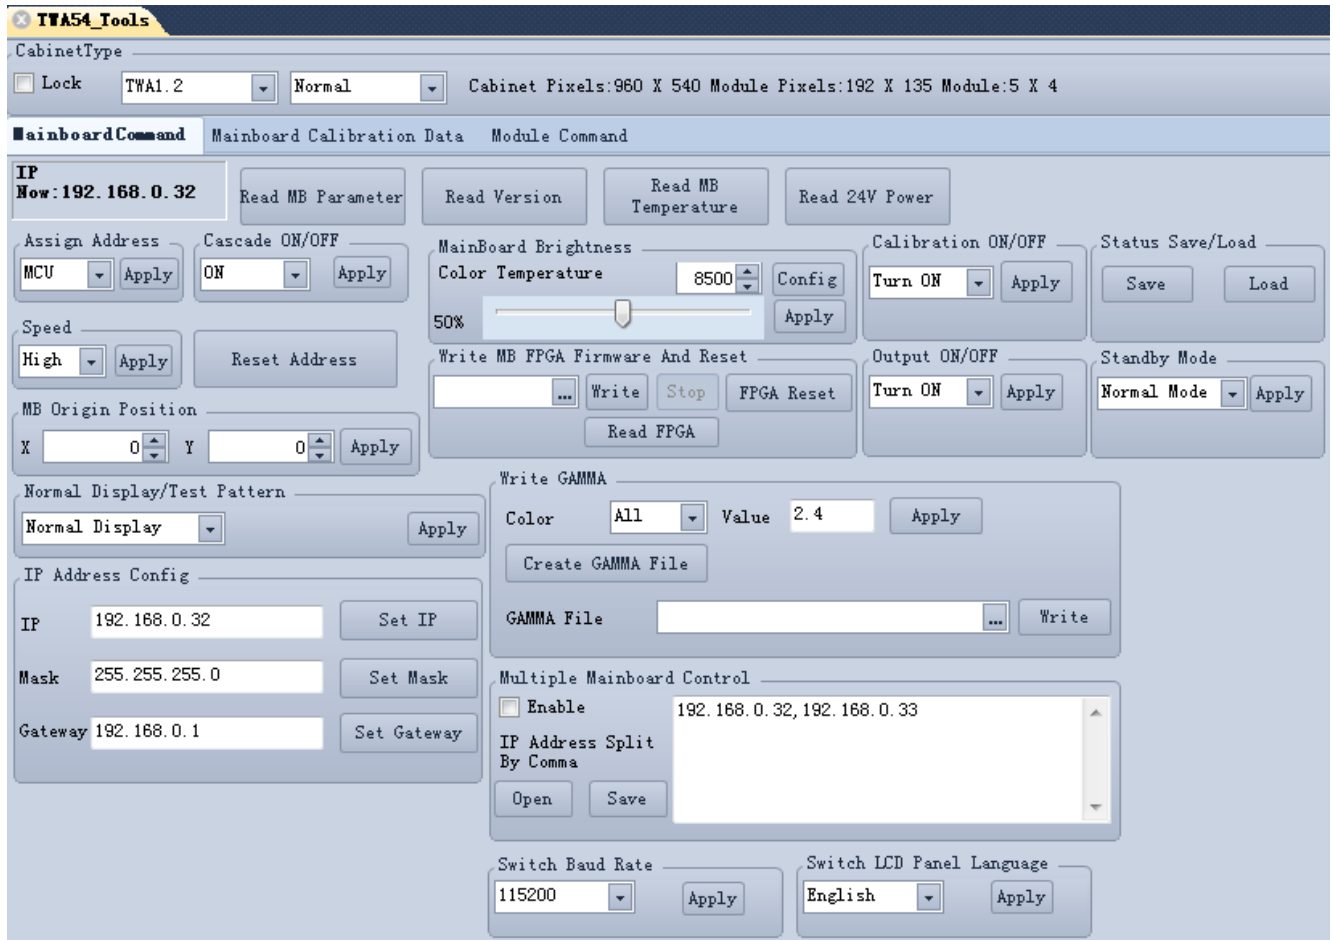 TWA54_Tools
CabinetType
Lock TWA1.2 Normal Cabinet Pixels:960 X 540 Module Pixels:192 X 135 Module:5 X 4
MainboardCommand Mainboard Calibration Data Module Command
IP
Now:192.168.0.32
Read MB Parameter
Read Version
Read MB
Temperature
Read 24V Power
Assign Address
MCU Apply
Cascade ON/OFF
ON Apply
MainBoard Brightness
Color Temperature 8500 Config
50% Apply
Calibration ON/OFF
Turn ON Apply
Status Save/Load
Save Load
Speed
High Apply
Reset Address
Write MB FPGA Firmware And Reset
... Write Stop FPGA Reset
Read FPGA
Output ON/OFF
Turn ON Apply
Standby Mode
Normal Mode Apply
MB Origin Position
X 0 Y 0 Apply
Normal Display/Test Pattern
Normal Display Apply
Write GAMMA
Color All Value 2.4 Apply
Create GAMMA File
GAMMA File ... Write
IP Address Config
IP 192.168.0.32 Set IP
Mask 255.255.255.0 Set Mask
Gateway 192.168.0.1 Set Gateway
Multiple Mainboard Control
Enable
192.168.0.32,192.168.0.33
IP Address Split
By Comma
Open Save
Switch Baud Rate
115200 Apply
Switch LCD Panel Language
English Apply